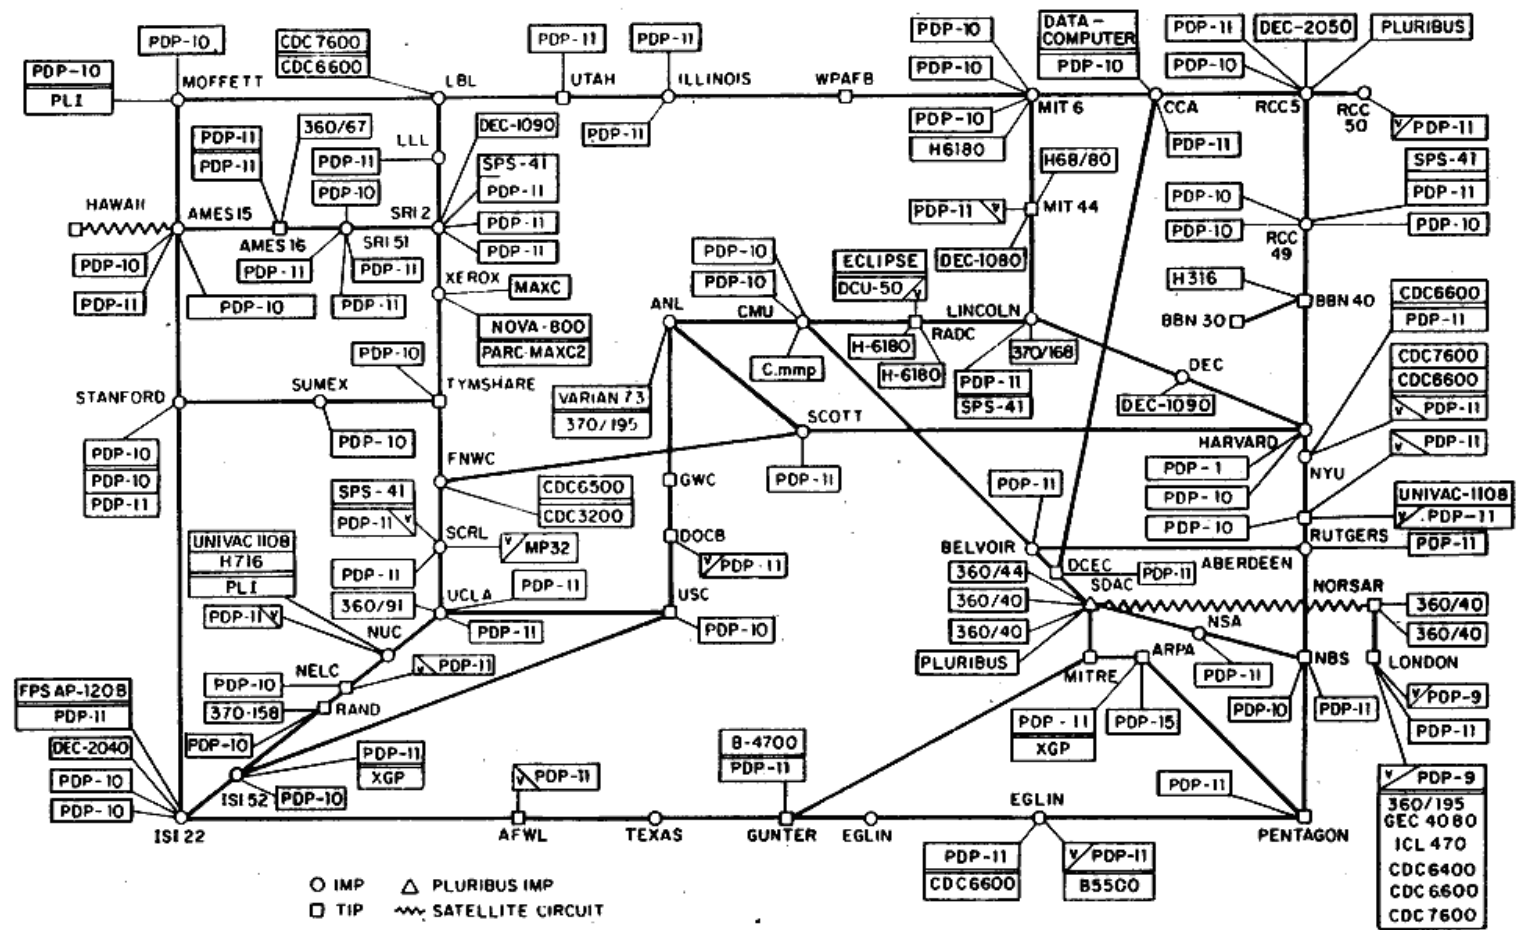 PDP-10
CDC 7600
CDC 6600
PDP-11
PDP-11
PDP-10
DATA-
COMPUTER
PDP-10
PDP-11
DEC-2050
PLURIBUS
PDP-10
PLI
MOFFETT
LBL
UTAH
ILLINOIS
WPAFB
PDP-10
MIT 6
CCA
PDP-10
RCC 5
RCC
50
PDP-11
PDP-11
PDP-11
360/67
LLL
PDP-11
DEC-1090
PDP-11
PDP-10
H6180
PDP-11
V PDP-11
SPS-41
PDP-11
PDP-10
H68/80
SPS-41
PDP-11
HAWAII
AMES 15
AMES 16
SRI 51
SRI 2
PDP-11
PDP-11
PDP-11 V
MIT 44
DEC-1080
PDP-10
PDP-10
RCC
49
PDP-10
PDP-10
PDP-11
PDP-10
PDP-11
PDP-11
PDP-11
XEROX
MAXC
NOVA-800
PARC-MAXC2
PDP-10
PDP-10
ECLIPSE
DCU-50 V
H316
BBN 40
BBN 30
CDC6600
PDP-11
ANL
CMU
RADC
LINCOLN
H-6180
H-6180
370/168
C.mmp
PDP-11
SPS-41
DEC
DEC-1090
CDC7600
CDC6600
V PDP-11
STANFORD
SUMEX
TYMSHARE
PDP-10
PDP-10
VARIAN 73
370/195
SCOTT
PDP-11
HARVARD
NYU
V PDP-11
PDP-10
PDP-10
PDP-11
FNWC
CDC6500
CDC3200
GWC
PDP-1
PDP-10
PDP-10
PDP-11
UNIVAC-1108
V PDP-11
RUTGERS
SPS-41
PDP-11 V
SCRL
V MP32
DOCB
V PDP-11
BELVOIR
ABERDEEN
PDP-11
UNIVAC 1108
H716
PLI
PDP-11
360/91
UCLA
PDP-11
PDP-11
USC
PDP-10
360/44
360/40
360/40
PLURIBUS
DCEC
PDP-11
SDAC
NORSAR
360/40
360/40
PDP-11 V
NUC
NSA
PDP-11
MITRE
ARPA
NBS
LONDON
NELC
V PDP-11
PDP-10
370-158
RAND
PDP-10
PDP-11
XGP
PDP-15
PDP-10
PDP-11
V PDP-9
PDP-11
FPS AP-120B
PDP-11
DEC-2040
PDP-10
PDP-10
PDP-11
XGP
ISI 52
PDP-10
V PDP-11
B-4700
PDP-11
PDP-11
V PDP-9
360/195
GEC 4080
ICL 470
CDC6400
CDC6600
CDC7600
ISI 22
AFWL
TEXAS
GUNTER
EGLIN
EGLIN
PENTAGON
PDP-11
CDC6600
V PDP-11
B5500
IMP
PLURIBUS IMP
TIP
SATELLITE CIRCUIT